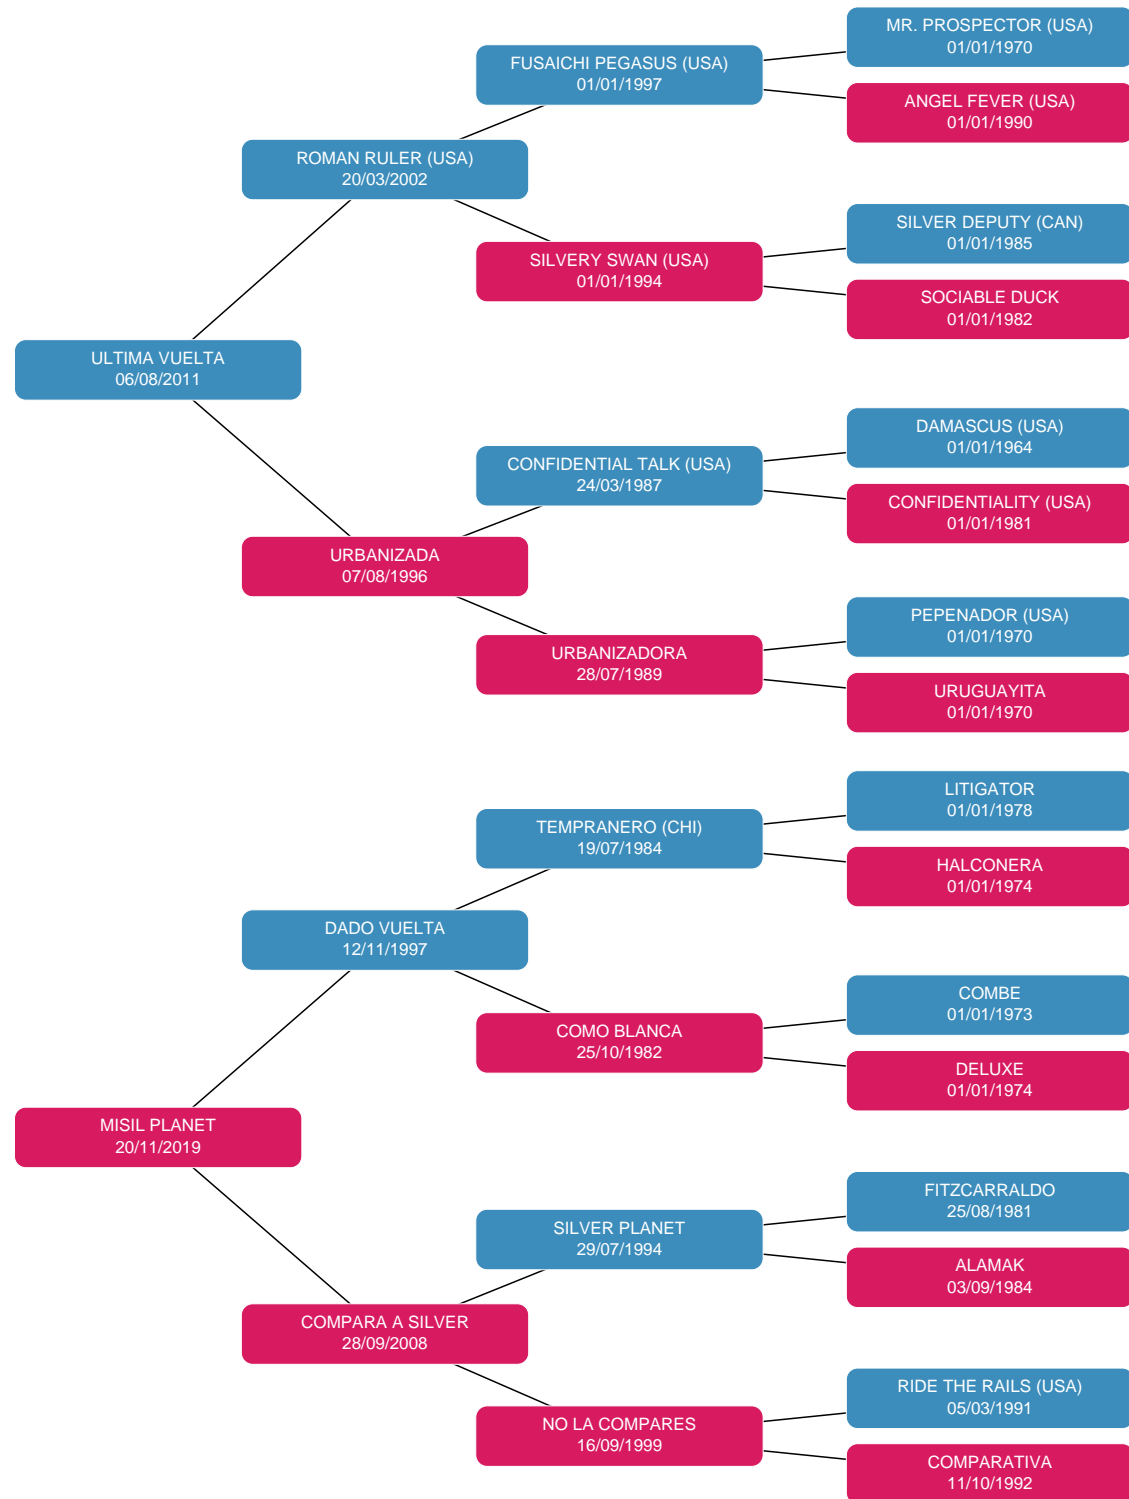 MR. PROSPECTOR (USA)
01/01/1970
FUSAICHI PEGASUS (USA)
01/01/1997
ANGEL FEVER (USA)
01/01/1990
ROMAN RULER (USA)
20/03/2002
SILVER DEPUTY (CAN)
01/01/1985
SILVERY SWAN (USA)
01/01/1994
SOCIABLE DUCK
01/01/1982
ULTIMA VUELTA
06/08/2011
DAMASCUS (USA)
01/01/1964
CONFIDENTIAL TALK (USA)
24/03/1987
CONFIDENTIALITY (USA)
01/01/1981
URBANIZADA
07/08/1996
PEPENADOR (USA)
01/01/1970
URBANIZADORA
28/07/1989
URUGUAYITA
01/01/1970
LITIGATOR
01/01/1978
TEMPRANERO (CHI)
19/07/1984
HALCONERA
01/01/1974
DADO VUELTA
12/11/1997
COMBE
01/01/1973
COMO BLANCA
25/10/1982
DELUXE
01/01/1974
MISIL PLANET
20/11/2019
FITZCARRALDO
25/08/1981
SILVER PLANET
29/07/1994
ALAMAK
03/09/1984
COMPARA A SILVER
28/09/2008
RIDE THE RAILS (USA)
05/03/1991
NO LA COMPARES
16/09/1999
COMPARATIVA
11/10/1992